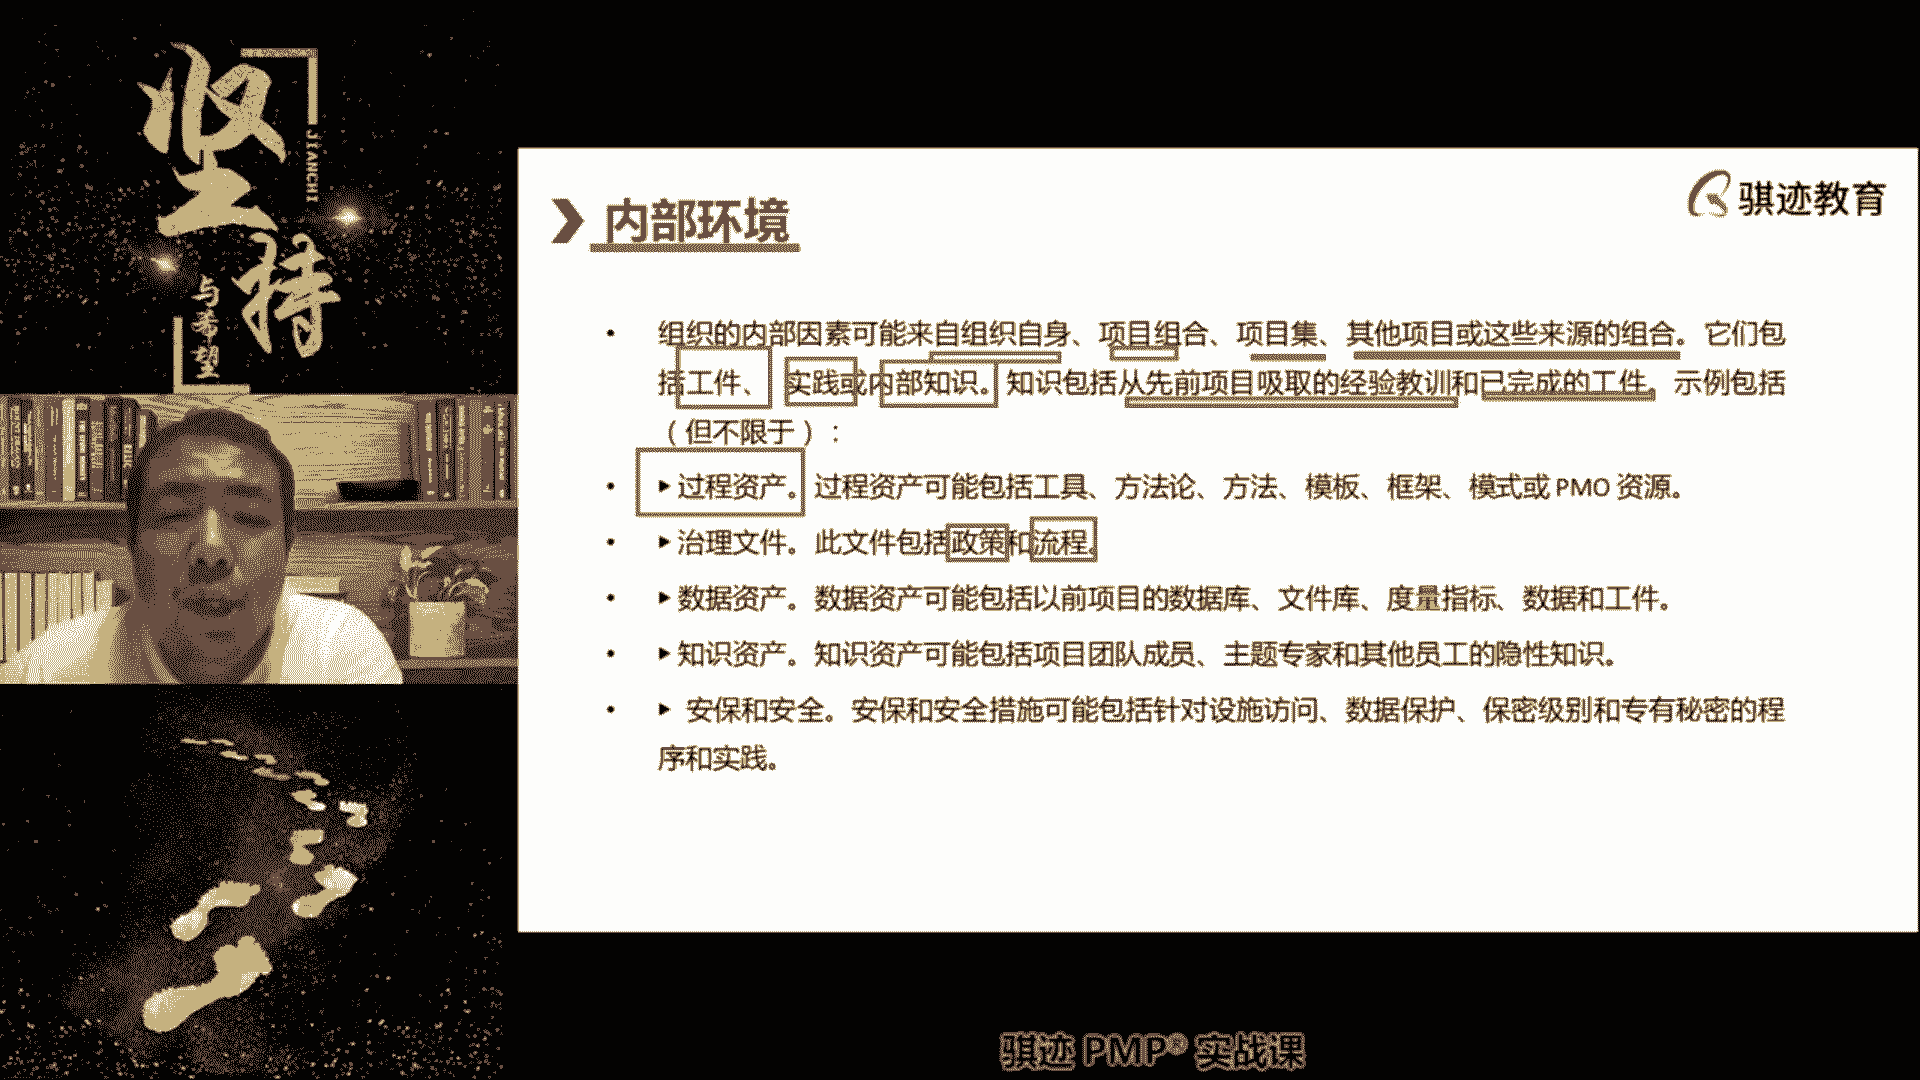 坚持
JIANCHI
与希望
骐迹教育
内部环境
• 组织的内部因素可能来自组织自身、项目组合、项目集、其他项目或这些来源的组合。它们包
括工件、实践或内部知识。知识包括从先前项目吸取的经验教训和已完成的工件。示例包括
（但不限于）：
• ▶过程资产。过程资产可能包括工具、方法论、方法、模板、框架、模式或 PMO 资源。
• ▶治理文件。此文件包括政策和流程。
• ▶数据资产。数据资产可能包括以前项目的数据库、文件库、度量指标、数据和工件。
• ▶知识资产。知识资产可能包括项目团队成员、主题专家和其他员工的隐性知识。
• ▶ 安保和安全。安保和安全措施可能包括针对设施访问、数据保护、保密级别和专有秘密的程
序和实践。
骐迹 PMP® 实战课